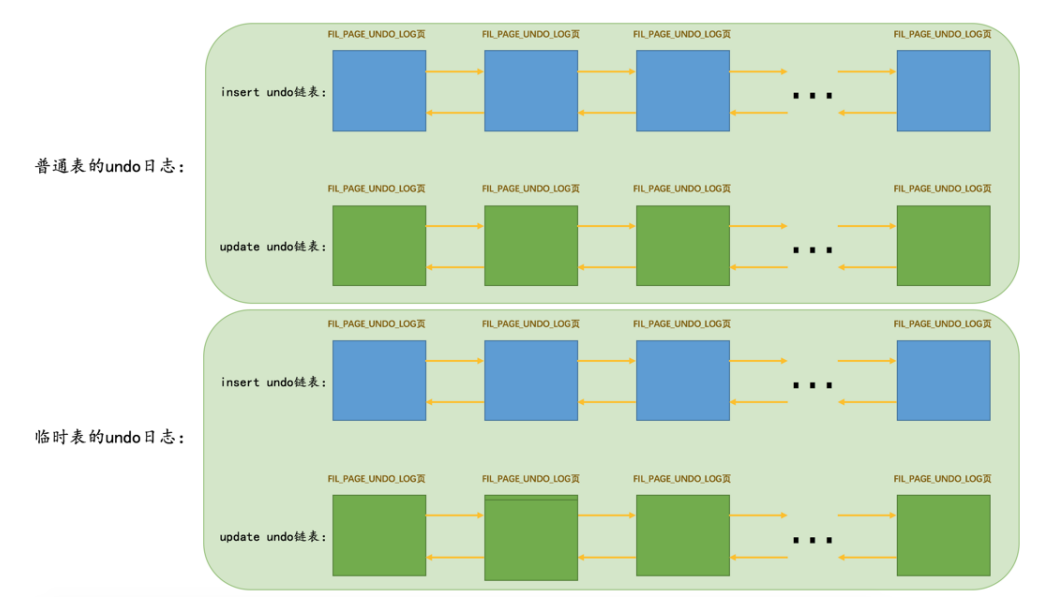 FIL_PAGE_UNDO_LOG页 FIL_PAGE_UNDO_LOG页 FIL_PAGE_UNDO_LOG页 FIL_PAGE_UNDO_LOG页
insert undo链表：
...
普通表的undo日志：
FIL_PAGE_UNDO_LOG页 FIL_PAGE_UNDO_LOG页 FIL_PAGE_UNDO_LOG页 FIL_PAGE_UNDO_LOG页
update undo链表：
...
FIL_PAGE_UNDO_LOG页 FIL_PAGE_UNDO_LOG页 FIL_PAGE_UNDO_LOG页 FIL_PAGE_UNDO_LOG页
insert undo链表：
...
临时表的undo日志：
FIL_PAGE_UNDO_LOG页 FIL_PAGE_UNDO_LOG页 FIL_PAGE_UNDO_LOG页 FIL_PAGE_UNDO_LOG页
update undo链表：
...